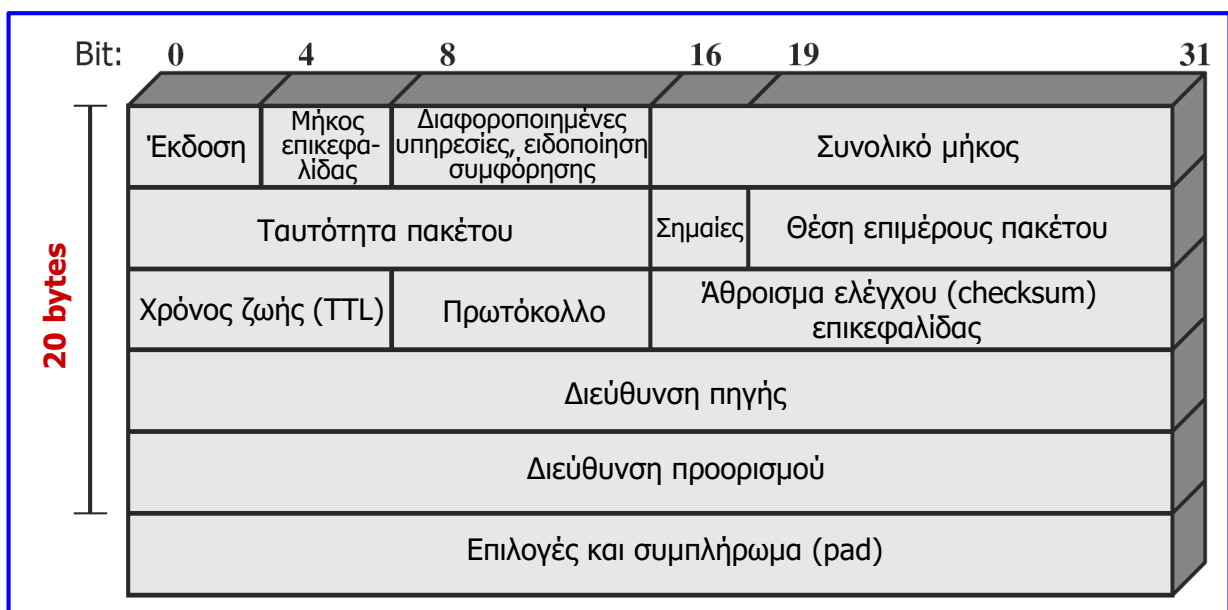 Bit: 0 4 8 16 19 31
Έκδοση
Μήκος
επικεφα-
λίδας
Διαφοροποιημένες
υπηρεσίες, ειδοποίηση
συμφόρησης
Συνολικό μήκος
20 bytes
Ταυτότητα πακέτου
Σημαίες
Θέση επιμέρους πακέτου
Χρόνος ζωής (TTL)
Πρωτόκολλο
Άθροισμα ελέγχου (checksum)
επικεφαλίδας
Διεύθυνση πηγής
Διεύθυνση προορισμού
Επιλογές και συμπλήρωμα (pad)